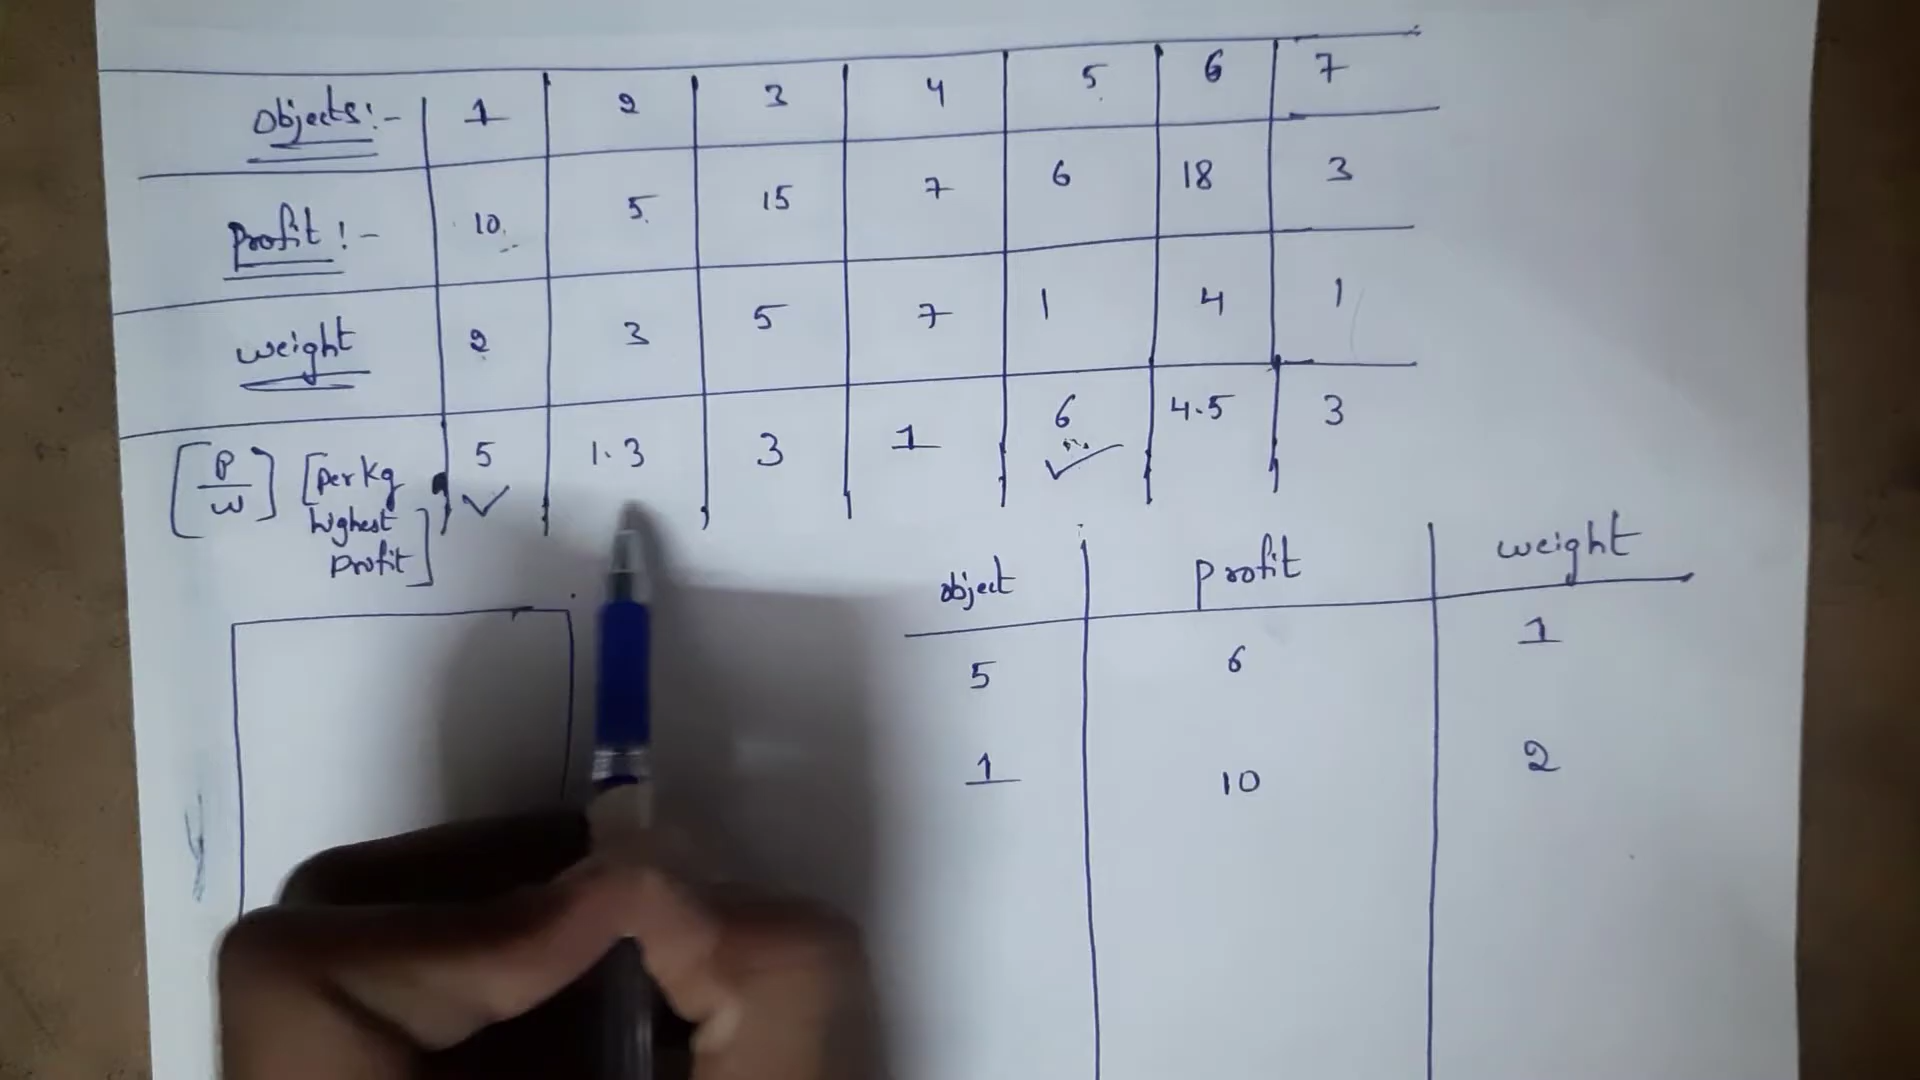 Objects:- 1 2 3 4 5 6 7
Profit:- 10 5 15 7 6 18 3
weight 2 3 5 7 1 4 1
[P/w] [Per kg highest Profit] 5 1.3 3 1 6 4.5 3
object Profit weight
5 6 1
1 10 2